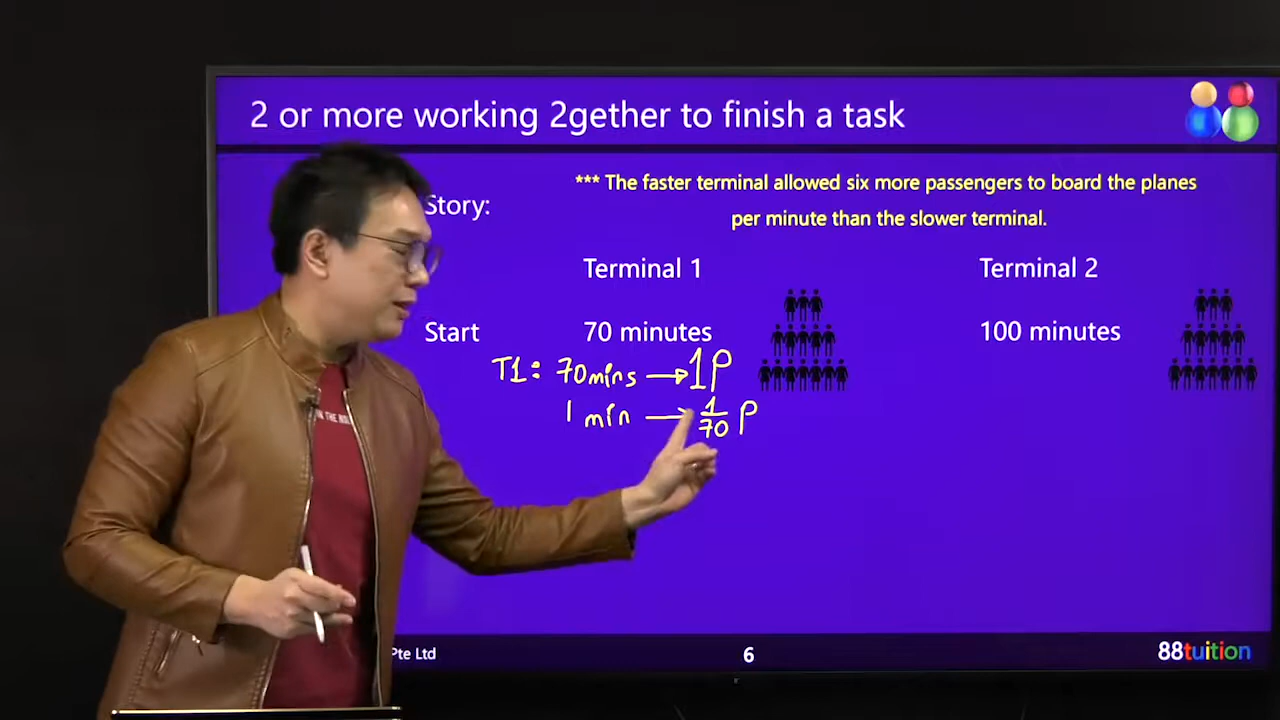 2 or more working 2gether to finish a task
*** The faster terminal allowed six more passengers to board the planes
per minute than the slower terminal.
Story:
Terminal 1
Terminal 2
Start
70 minutes
100 minutes
T1: 70mins → 1P
1 min → 1/70 P
IN THE
Pte Ltd
6
88tuition